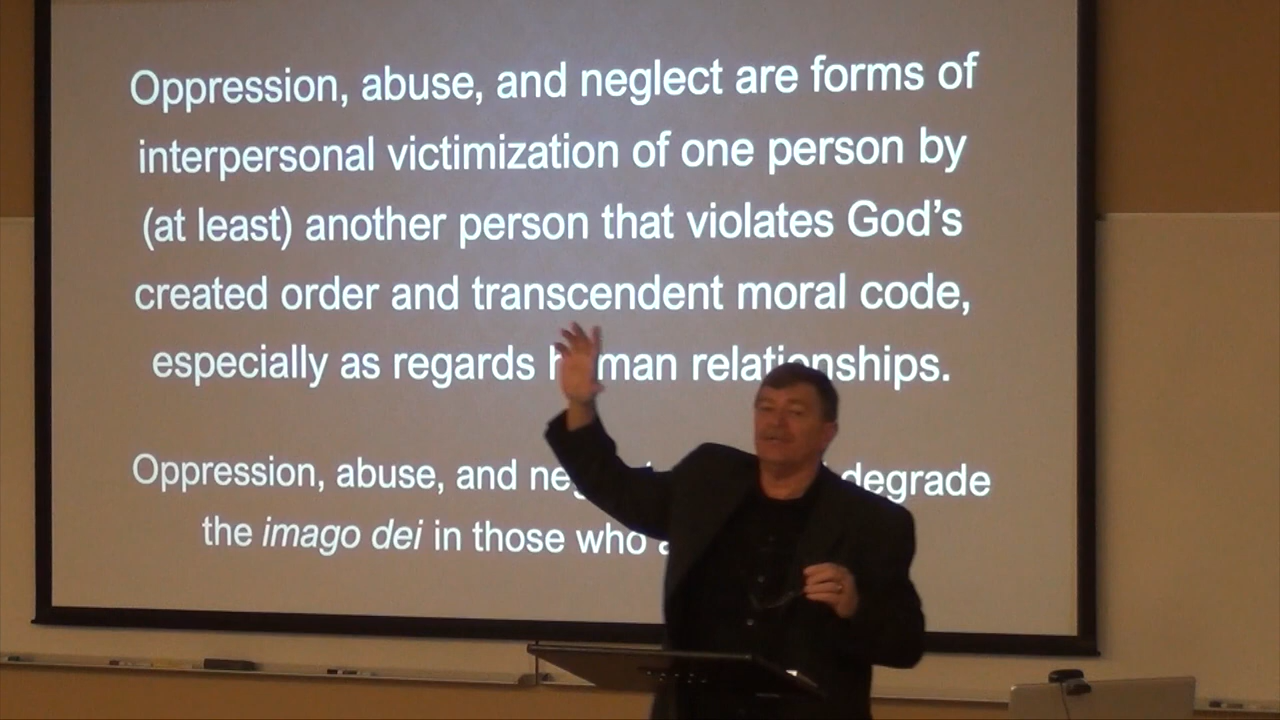 Oppression, abuse, and neglect are forms of
interpersonal victimization of one person by
(at least) another person that violates God's
created order and transcendent moral code,
especially as regards human relationships.
Oppression, abuse, and degrade
the imago dei in those who